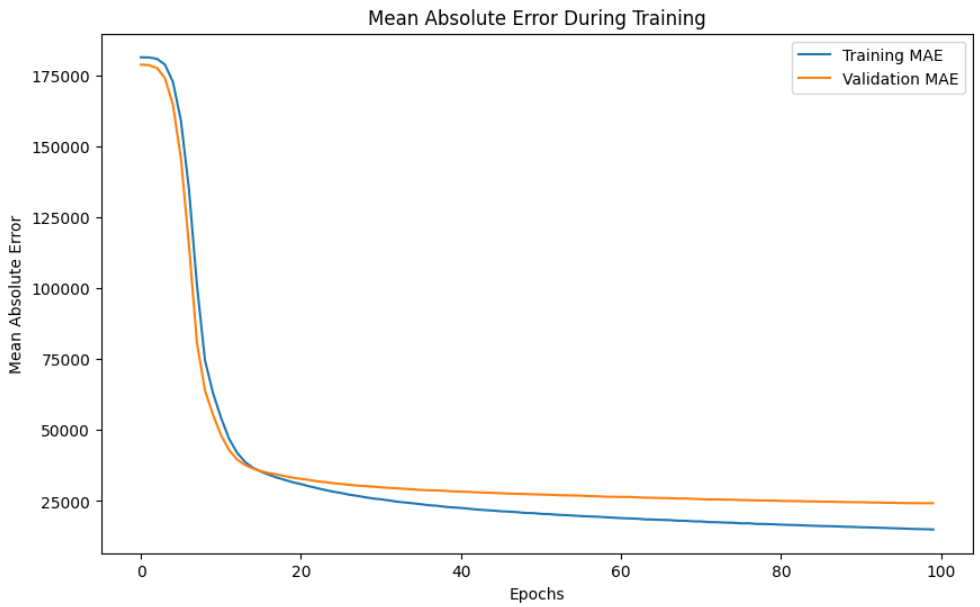 Mean Absolute Error During Training
Training MAE
Validation MAE
175000
150000
125000
100000
75000
50000
25000
Mean Absolute Error
0
20
40
60
80
100
Epochs